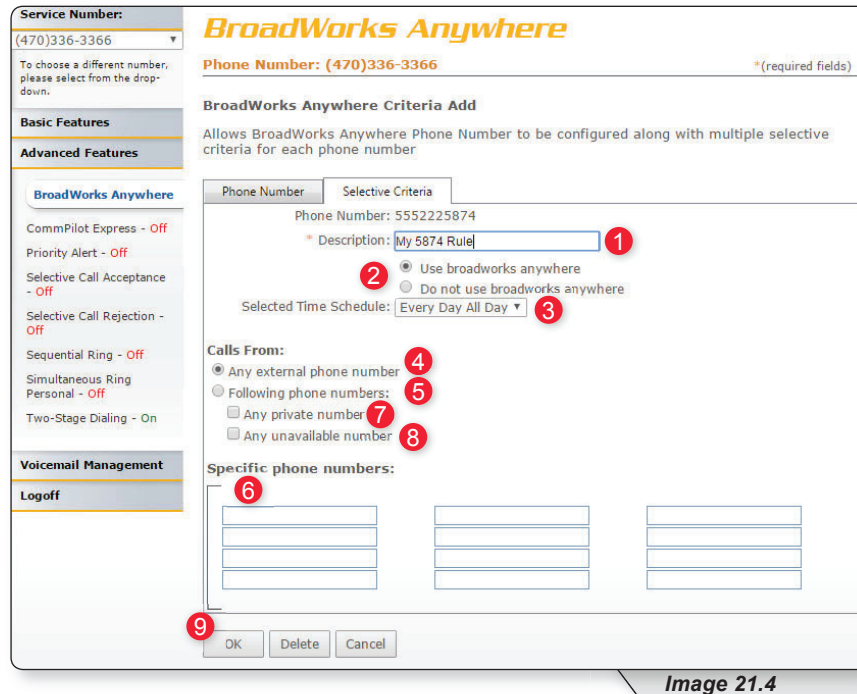 Service Number:
(470)336-3366
To choose a different number,
please select from the drop-
down.
Basic Features
Advanced Features
BroadWorks Anywhere
CommPilot Express - Off
Priority Alert - Off
Selective Call Acceptance
- Off
Selective Call Rejection -
Off
Sequential Ring - Off
Simultaneous Ring
Personal - Off
Two-Stage Dialing - On
Voicemail Management
Logoff
BroadWorks Anywhere
Phone Number: (470)336-3366 *(required fields)
BroadWorks Anywhere Criteria Add
Allows BroadWorks Anywhere Phone Number to be configured along with multiple selective
criteria for each phone number
Phone Number Selective Criteria
Phone Number: 5552225874
* Description: My 5874 Rule 1
2 Use broadworks anywhere
Do not use broadworks anywhere
Selected Time Schedule: Every Day All Day 3
Calls From:
Any external phone number 4
Following phone numbers: 5
Any private number 7
Any unavailable number 8
Specific phone numbers:
6
9
OK Delete Cancel
Image 21.4